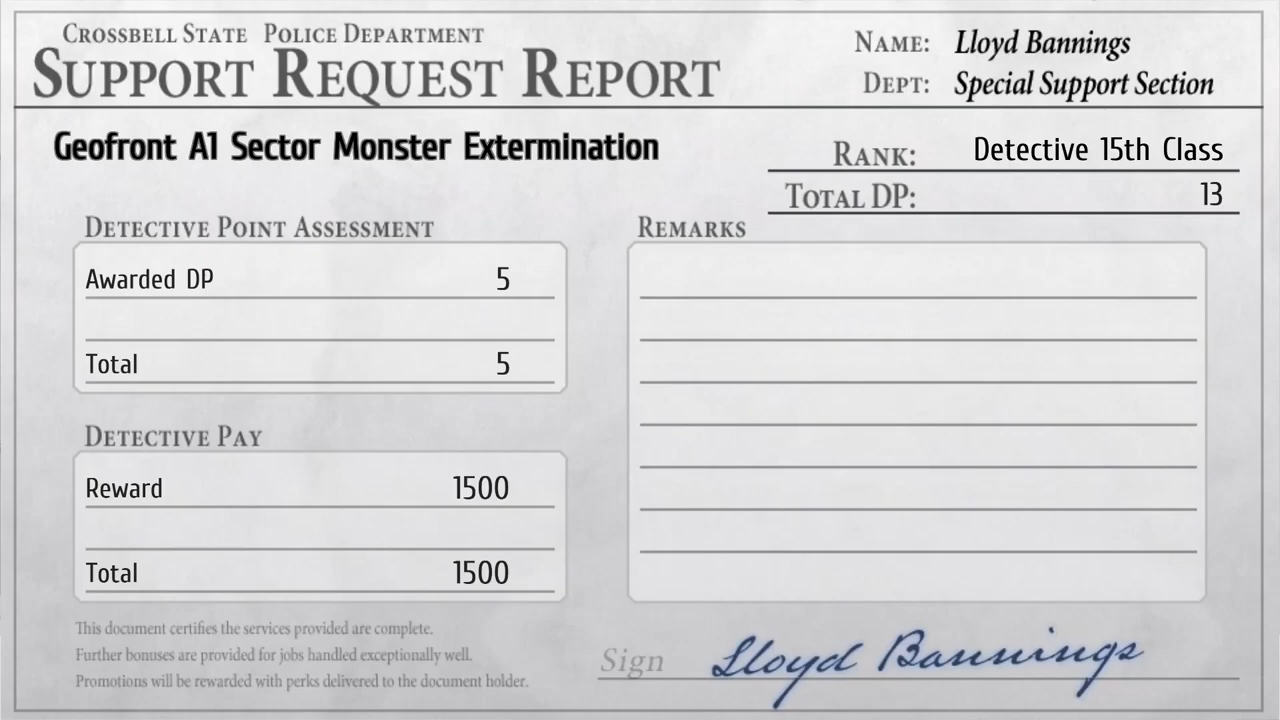 Crossbell State Police Department
Support Request Report
Name: Lloyd Bannings
Dept: Special Support Section
Geofront A1 Sector Monster Extermination
Rank: Detective 15th Class
Total DP: 13
Detective Point Assessment
Awarded DP 5
Total 5
Remarks
Detective Pay
Reward 1500
Total 1500
This document certifies the services provided are complete.
Further bonuses are provided for jobs handled exceptionally well.
Promotions will be rewarded with perks delivered to the document holder.
Sign Lloyd Bannings